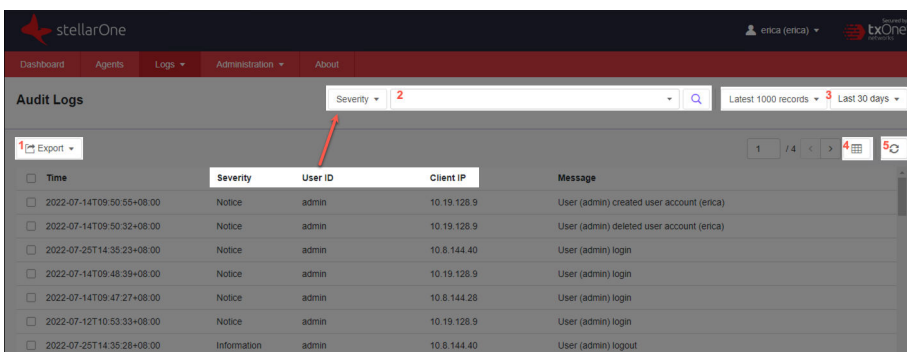 stellarOne
erica (erica)
Secured by
txOne
networks
Dashboard Agents Logs Administration About
Audit Logs
Severity 2
Latest 1000 records 3 Last 30 days
1 Export
1 / 4 < > 4 5
Time Severity User ID Client IP Message
2022-07-14T09:50:55+08:00 Notice admin 10.19.128.9 User (admin) created user account (erica)
2022-07-14T09:50:32+08:00 Notice admin 10.19.128.9 User (admin) deleted user account (erica)
2022-07-25T14:35:23+08:00 Notice admin 10.8.144.40 User (admin) login
2022-07-14T09:48:39+08:00 Notice admin 10.19.128.9 User (admin) login
2022-07-14T09:47:27+08:00 Notice admin 10.8.144.28 User (admin) login
2022-07-12T10:53:33+08:00 Notice admin 10.19.128.9 User (admin) login
2022-07-25T14:35:28+08:00 Information admin 10.8.144.40 User (admin) logout